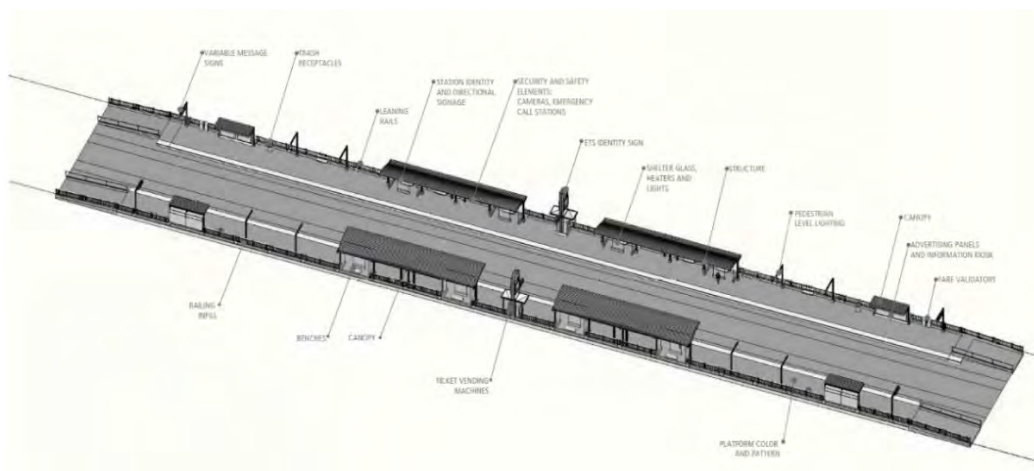 VARIABLE MESSAGE
SIGNS
TRASH
RECEPTACLES
LEANING
RAILS
STATION IDENTITY
AND DIRECTIONAL
SIGNAGE
SECURITY AND SAFETY
ELEMENTS:
CAMERAS, EMERGENCY
CALL STATIONS
ETS IDENTITY SIGN
SHELTER GLASS,
HEATERS AND
LIGHTS
STRUCTURE
PEDESTRIAN
LEVEL LIGHTING
CANOPY
ADVERTISING PANELS
AND INFORMATION KIOSK
FARE VALIDATORS
RAILING
INFILL
BENCHES
CANOPY
TICKET VENDING
MACHINES
PLATFORM COLOR
AND PATTERN